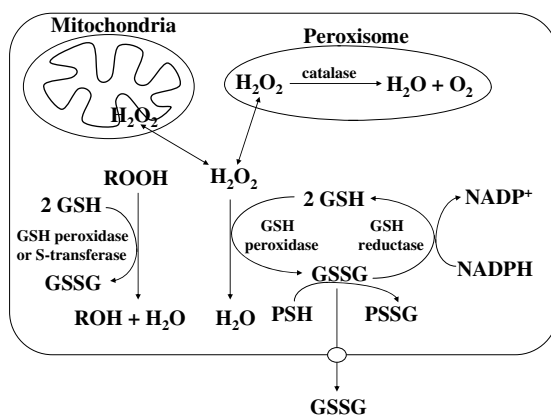 Mitochondria
Peroxisome
H₂O₂
catalase
H₂O + O₂
H₂O₂
ROOH
H₂O₂
2 GSH
2 GSH
NADP⁺
GSH peroxidase
or S-transferase
GSH
peroxidase
GSH
reductase
GSSG
GSSG
NADPH
ROH + H₂O
H₂O
PSH
PSSG
GSSG